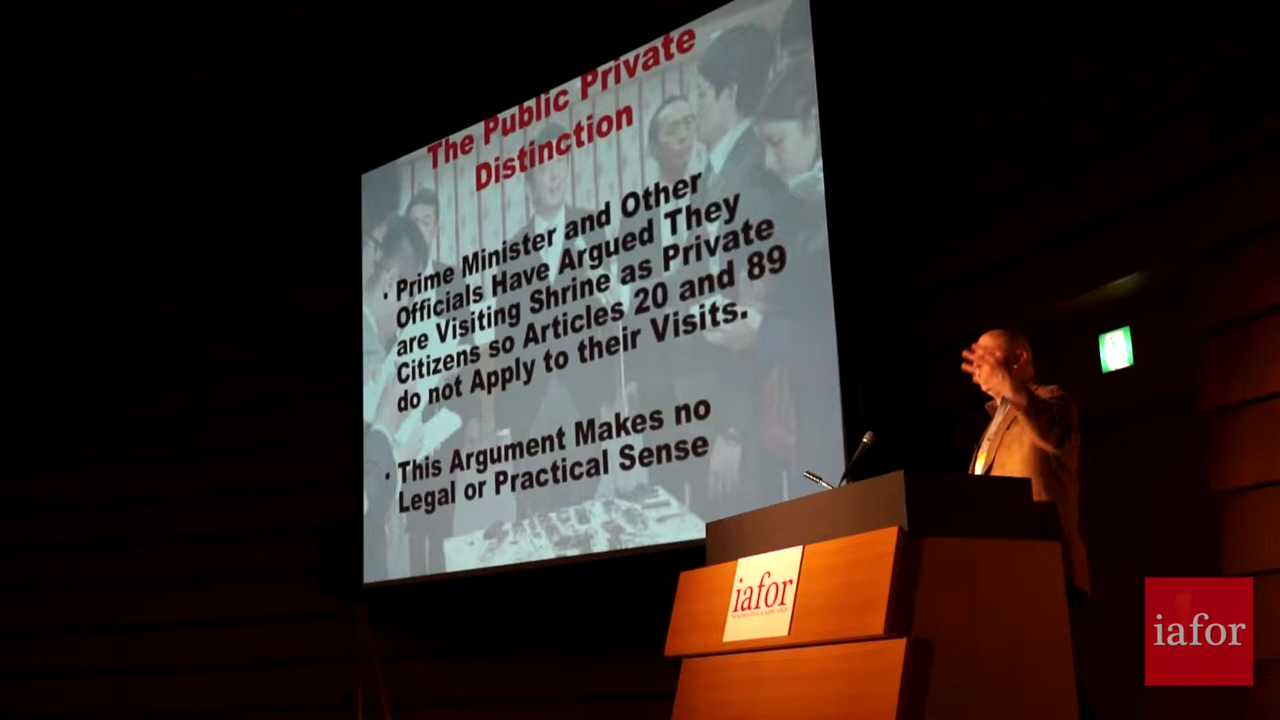 The Public Private
Distinction
• Prime Minister and Other
Officials Have Argued They
are Visiting Shrine as Private
Citizens so Articles 20 and 89
do not Apply to their Visits.
• This Argument Makes no
Legal or Practical Sense
iafor
iafor